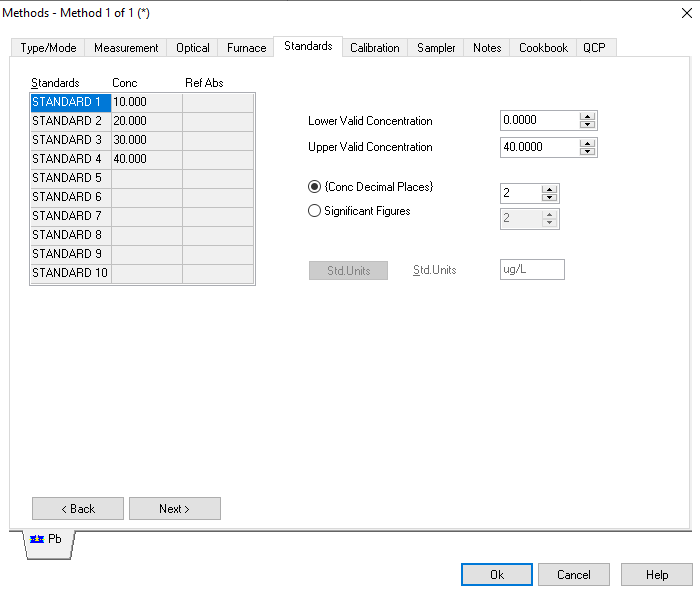 Methods - Method 1 of 1 (*)
Type/Mode Measurement Optical Furnace Standards Calibration Sampler Notes Cookbook QCP
Standards Conc Ref Abs
STANDARD 1 10.000
STANDARD 2 20.000
STANDARD 3 30.000
STANDARD 4 40.000
STANDARD 5
STANDARD 6
STANDARD 7
STANDARD 8
STANDARD 9
STANDARD 10
Lower Valid Concentration 0.0000
Upper Valid Concentration 40.0000
{Conc Decimal Places} 2
Significant Figures 2
Std.Units Std.Units ug/L
< Back Next >
Pb
Ok Cancel Help